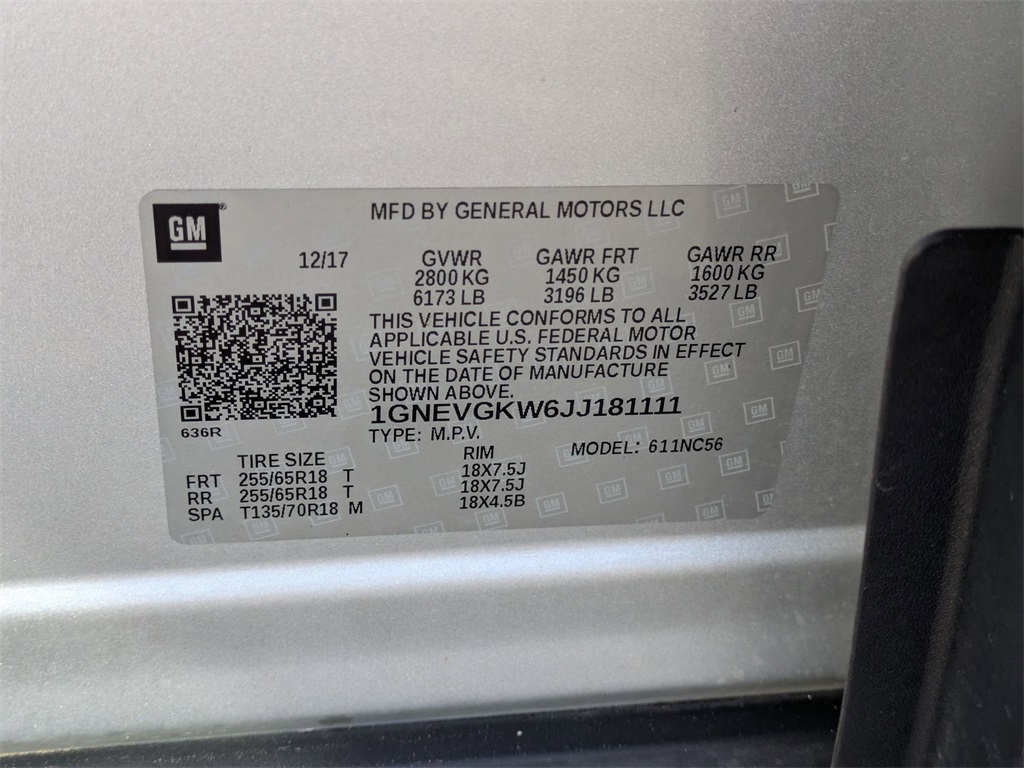 GM
MFD BY GENERAL MOTORS LLC
12/17 GVWR GAWR FRT GAWR RR
2800 KG 1450 KG 1600 KG
6173 LB 3196 LB 3527 LB
THIS VEHICLE CONFORMS TO ALL
APPLICABLE U.S. FEDERAL MOTOR
VEHICLE SAFETY STANDARDS IN EFFECT
ON THE DATE OF MANUFACTURE
SHOWN ABOVE.
1GNEVGKW6JJ181111
636R
TYPE: M.P.V.
MODEL: 611NC56
TIRE SIZE RIM
FRT 255/65R18 T 18X7.5J
RR 255/65R18 T 18X7.5J
SPA T135/70R18 M 18X4.5B